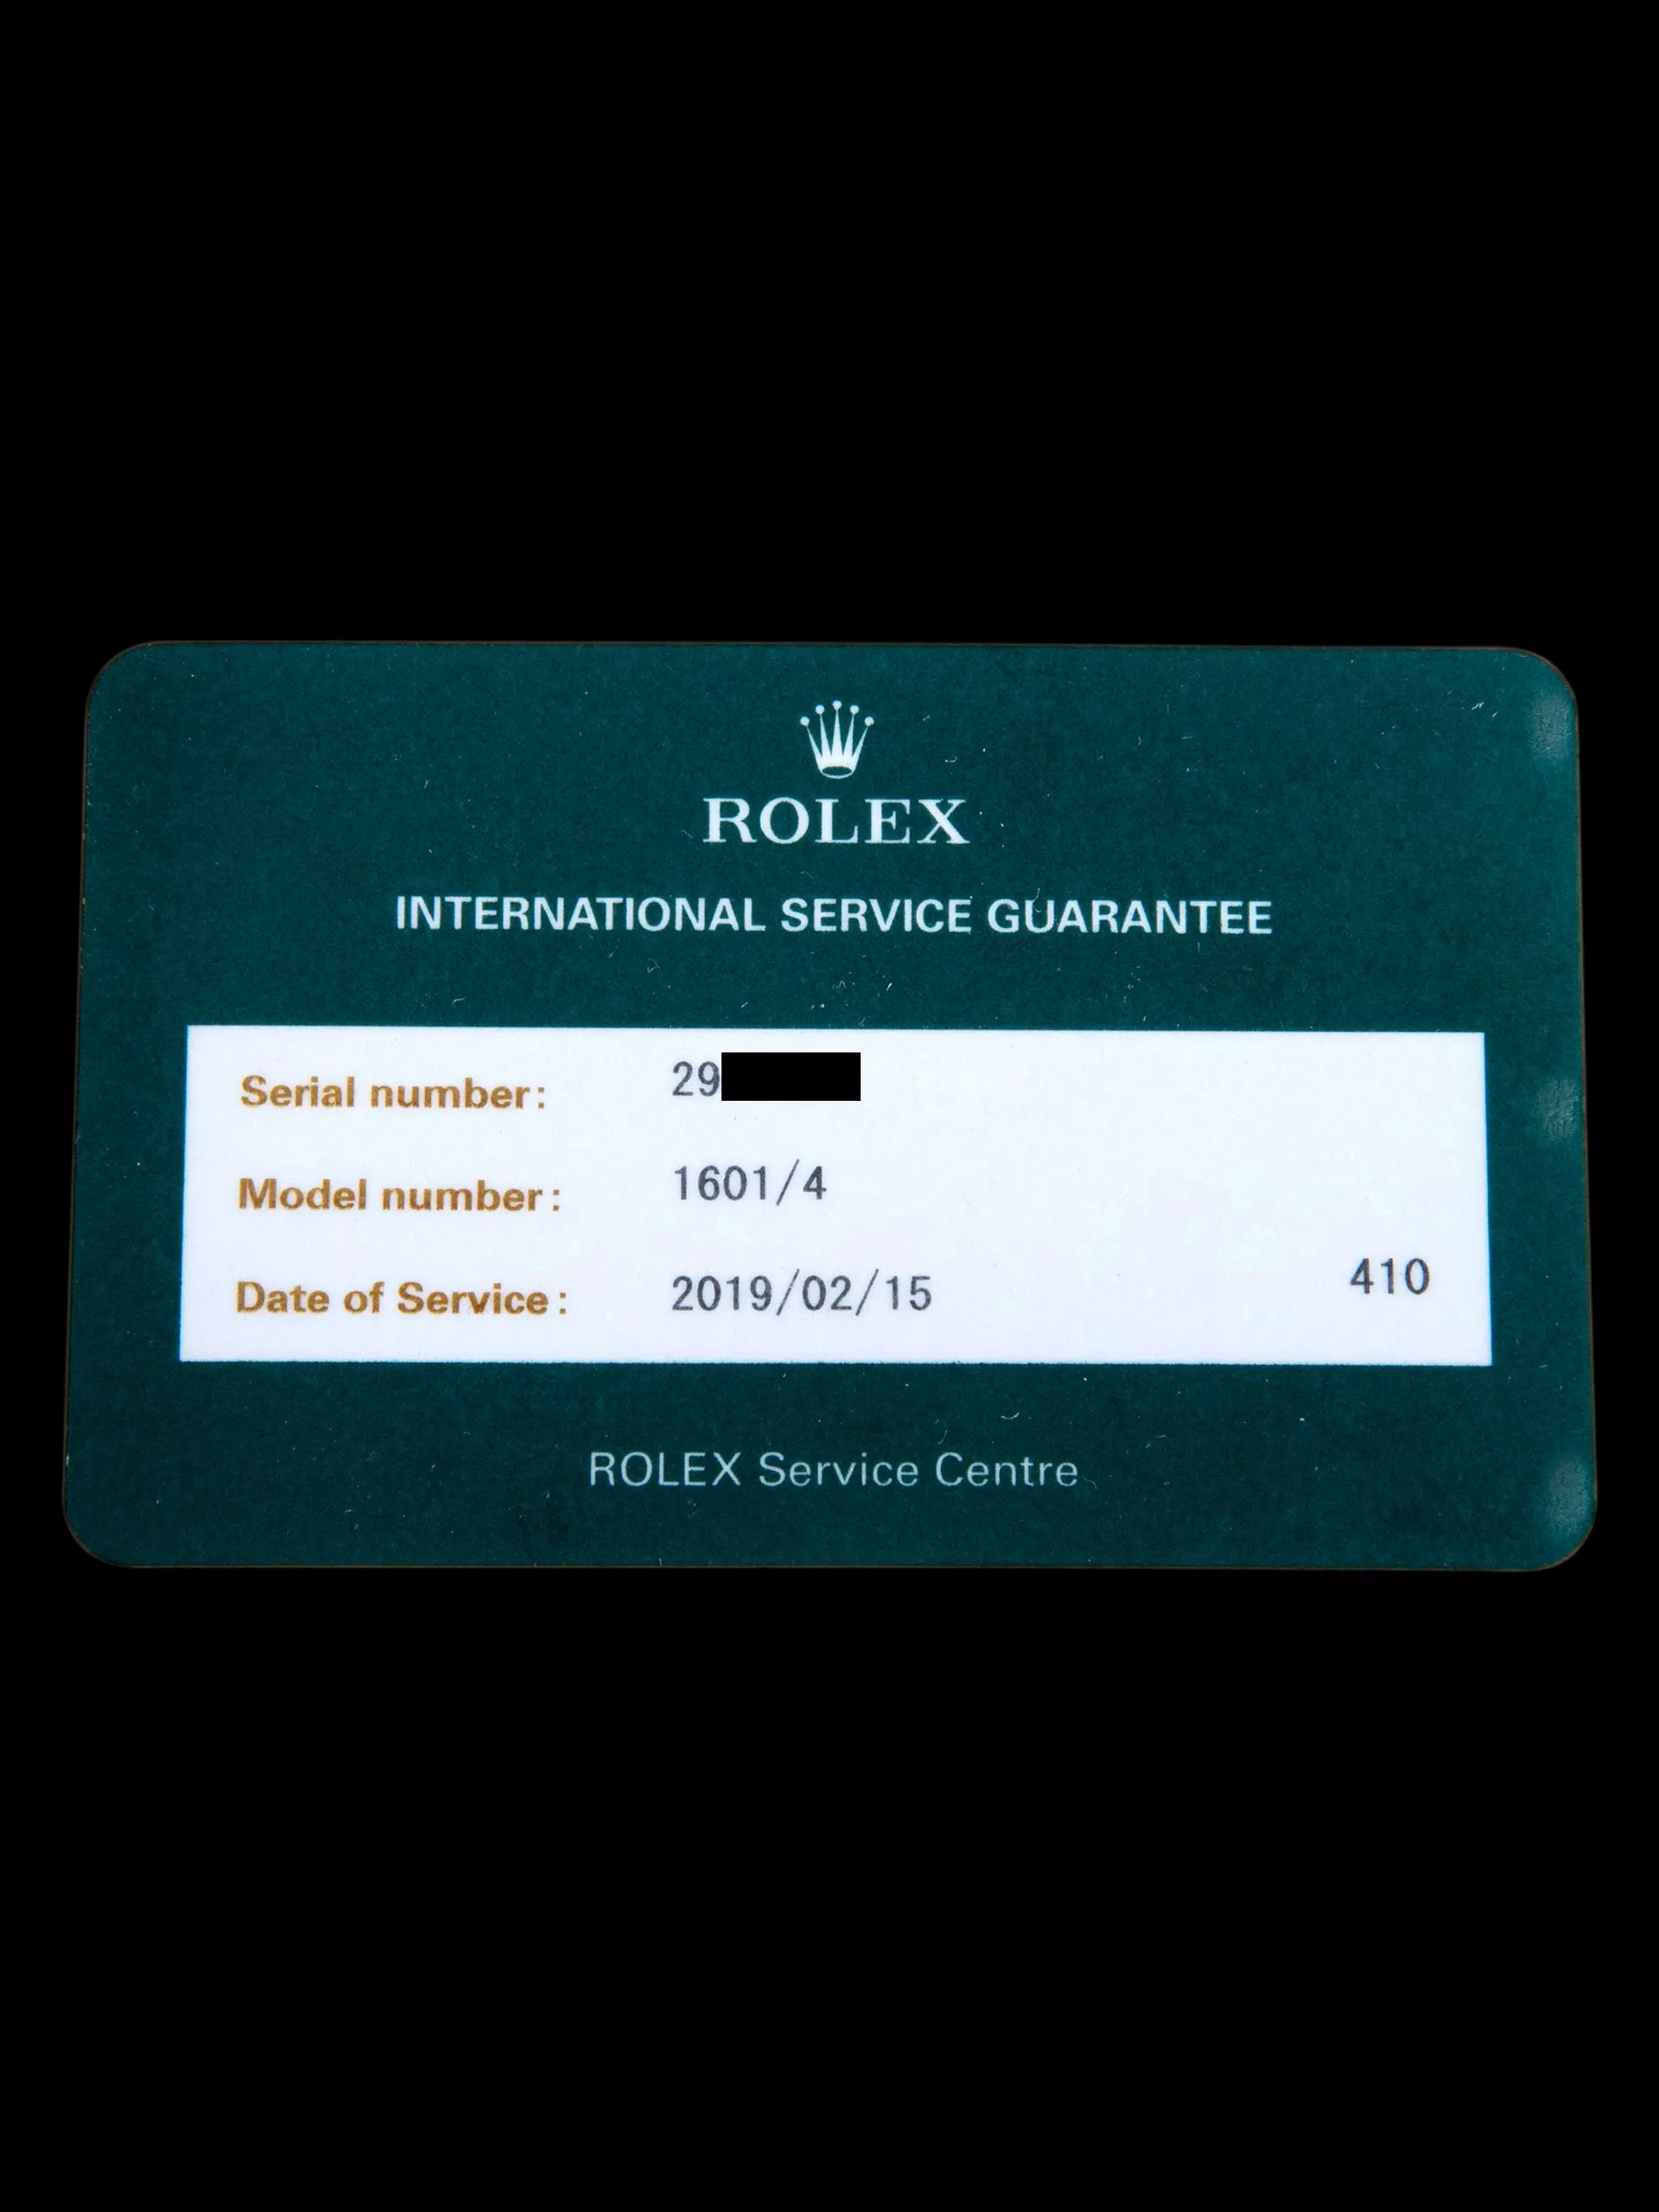 ROLEX
INTERNATIONAL SERVICE GUARANTEE
Serial number: 29
Model number: 1601/4
Date of Service: 2019/02/15 410
ROLEX Service Centre